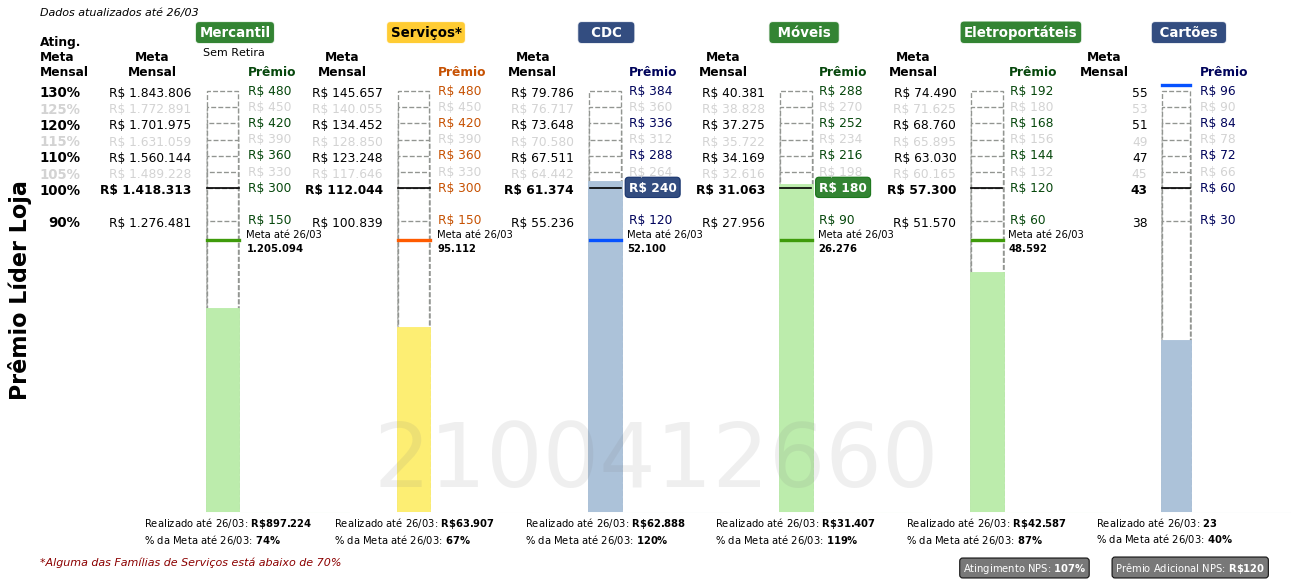 Dados atualizados até 26/03
Mercantil Serviços* CDC Móveis Eletroportáteis Cartões
Sem Retira
Ating. Meta Mensal
Meta Mensal Prêmio Meta Mensal Prêmio Meta Mensal Prêmio Meta Mensal Prêmio Meta Mensal Prêmio Meta Mensal Prêmio
130% R$ 1.843.806 R$ 480 R$ 145.657 R$ 480 R$ 79.786 R$ 384 R$ 40.381 R$ 288 R$ 74.490 R$ 192 55 R$ 96
125% R$ 1.772.891 R$ 450 R$ 140.055 R$ 450 R$ 76.717 R$ 360 R$ 38.828 R$ 270 R$ 71.625 R$ 180 53 R$ 90
120% R$ 1.701.975 R$ 420 R$ 134.452 R$ 420 R$ 73.648 R$ 336 R$ 37.275 R$ 252 R$ 68.760 R$ 168 51 R$ 84
115% R$ 1.631.059 R$ 390 R$ 128.850 R$ 390 R$ 70.580 R$ 312 R$ 35.722 R$ 234 R$ 65.895 R$ 156 49 R$ 78
110% R$ 1.560.144 R$ 360 R$ 123.248 R$ 360 R$ 67.511 R$ 288 R$ 34.169 R$ 216 R$ 63.030 R$ 144 47 R$ 72
105% R$ 1.489.228 R$ 330 R$ 117.646 R$ 330 R$ 64.442 R$ 264 R$ 32.616 R$ 198 R$ 60.165 R$ 132 45 R$ 66
100% R$ 1.418.313 R$ 300 R$ 112.044 R$ 300 R$ 61.374 R$ 240 R$ 31.063 R$ 180 R$ 57.300 R$ 120 43 R$ 60
90% R$ 1.276.481 R$ 150 R$ 100.839 R$ 150 R$ 55.236 R$ 120 R$ 27.956 R$ 90 R$ 51.570 R$ 60 38 R$ 30
Meta até 26/03 Meta até 26/03 Meta até 26/03 Meta até 26/03 Meta até 26/03
1.205.094 95.112 52.100 26.276 48.592
Prêmio Líder Loja
2100412660
Realizado até 26/03: R$897.224 Realizado até 26/03: R$63.907 Realizado até 26/03: R$62.888 Realizado até 26/03: R$31.407 Realizado até 26/03: R$42.587 Realizado até 26/03: 23
% da Meta até 26/03: 74% % da Meta até 26/03: 67% % da Meta até 26/03: 120% % da Meta até 26/03: 119% % da Meta até 26/03: 87% % da Meta até 26/03: 40%
*Alguma das Famílias de Serviços está abaixo de 70%
Atingimento NPS: 107% Prêmio Adicional NPS: R$120